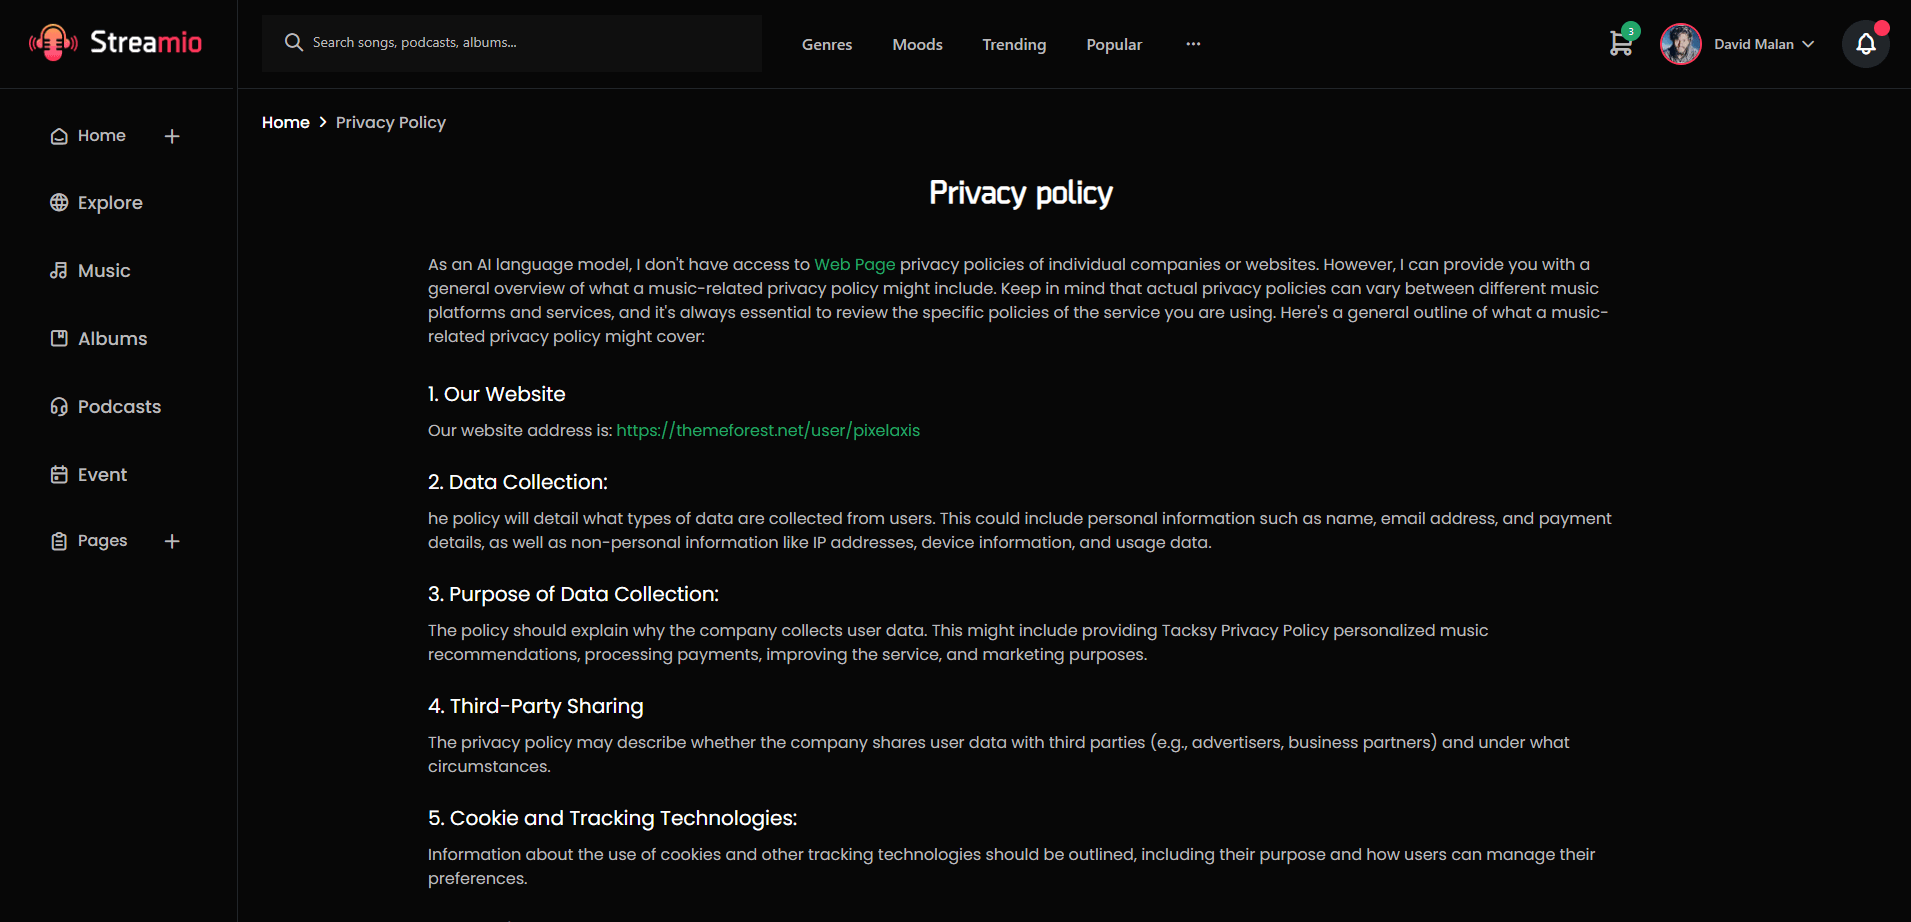 Streamio
Search songs, podcasts, albums...
Genres
Moods
Trending
Popular
3
David Malan
Home
Explore
Music
Albums
Podcasts
Event
Pages
Home > Privacy Policy
Privacy policy
As an AI language model, I don't have access to Web Page privacy policies of individual companies or websites. However, I can provide you with a
general overview of what a music-related privacy policy might include. Keep in mind that actual privacy policies can vary between different music
platforms and services, and it's always essential to review the specific policies of the service you are using. Here's a general outline of what a music-
related privacy policy might cover:
1. Our Website
Our website address is: https://themeforest.net/user/pixelaxis
2. Data Collection:
he policy will detail what types of data are collected from users. This could include personal information such as name, email address, and payment
details, as well as non-personal information like IP addresses, device information, and usage data.
3. Purpose of Data Collection:
The policy should explain why the company collects user data. This might include providing Tacksy Privacy Policy personalized music
recommendations, processing payments, improving the service, and marketing purposes.
4. Third-Party Sharing
The privacy policy may describe whether the company shares user data with third parties (e.g., advertisers, business partners) and under what
circumstances.
5. Cookie and Tracking Technologies:
Information about the use of cookies and other tracking technologies should be outlined, including their purpose and how users can manage their
preferences.